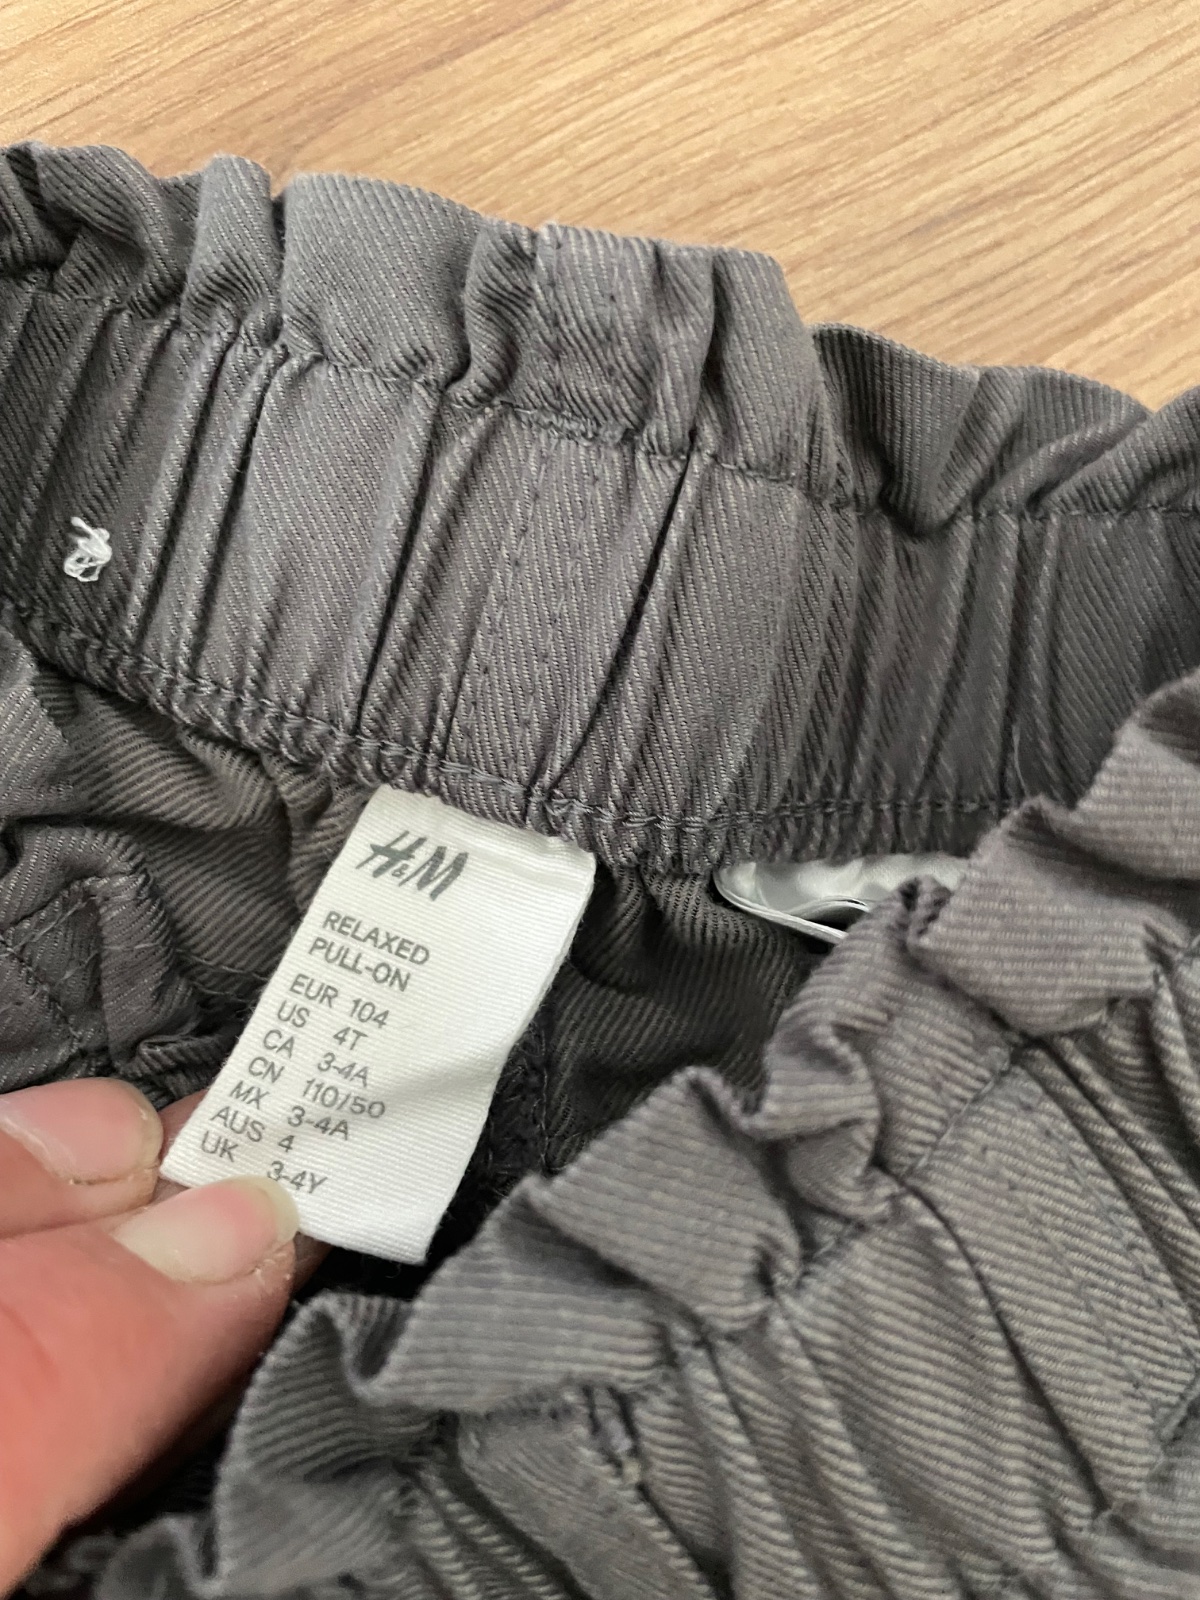 H&M
RELAXED
PULL-ON
EUR 104
US 4T
CA 3-4A
CN 110/50
MX 3-4A
AUS 4
UK 3-4Y